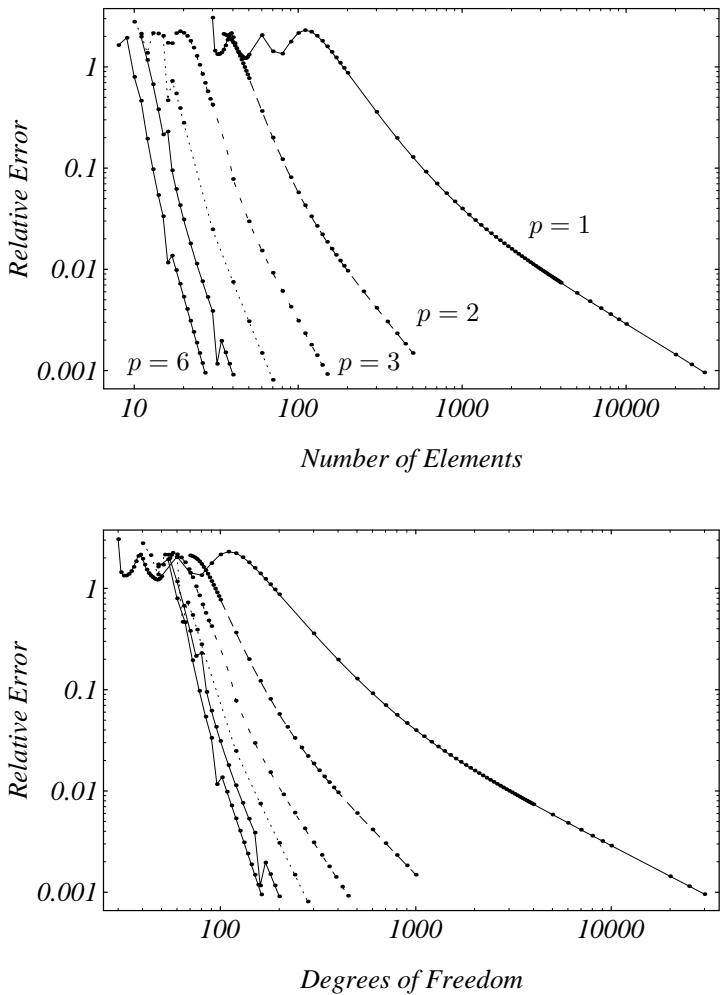 1
0.1
0.01
0.001
Relative Error
p = 1
p = 2
p = 3
p = 6
10 100 1000 10000
Number of Elements
1
0.1
0.01
0.001
Relative Error
100 1000 10000
Degrees of Freedom